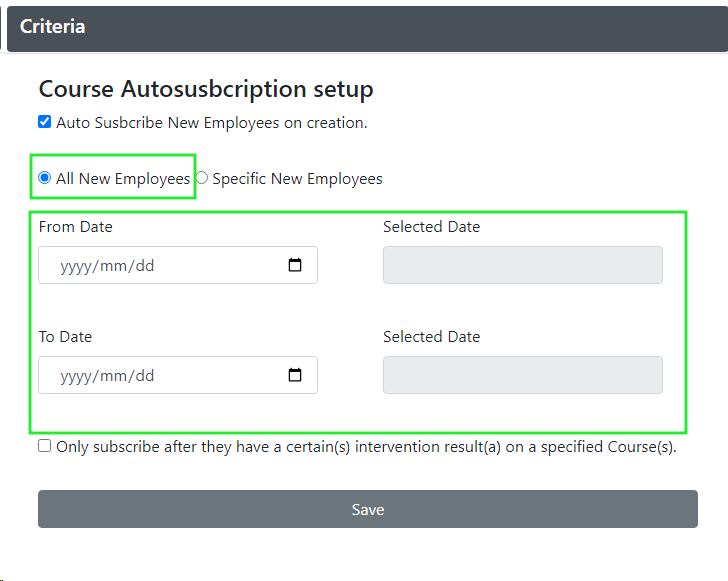 Criteria
Course Autosusbcription setup
Auto Susbcribe New Employees on creation.
All New Employees Specific New Employees
From Date Selected Date
yyyy/mm/dd
To Date Selected Date
yyyy/mm/dd
Only subscribe after they have a certain(s) intervention result(a) on a specified Course(s).
Save